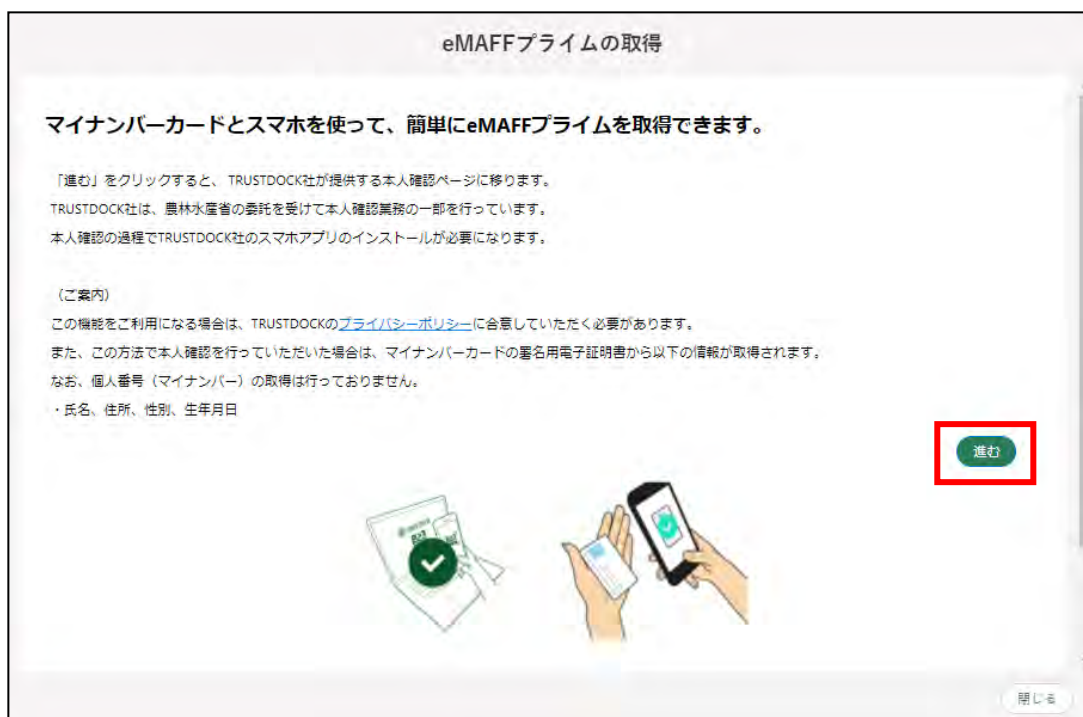 eMAFFプライムの取得
マイナンバーカードとスマホを使って、簡単にeMAFFプライムを取得できます。
「進む」をクリックすると、TRUSTDOCK社が提供する本人確認ページに移ります。
TRUSTDOCK社は、農林水産省の委託を受けて本人確認業務の一部を行っています。
本人確認の過程でTRUSTDOCK社のスマホアプリのインストールが必要になります。
（ご案内）
この機能をご利用になる場合は、TRUSTDOCKのプライバシーポリシーに合意していただく必要があります。
また、この方法で本人確認を行っていただいた場合は、マイナンバーカードの署名用電子証明書から以下の情報が取得されます。
なお、個人番号（マイナンバー）の取得は行っておりません。
・氏名、住所、性別、生年月日
進む
閉じる